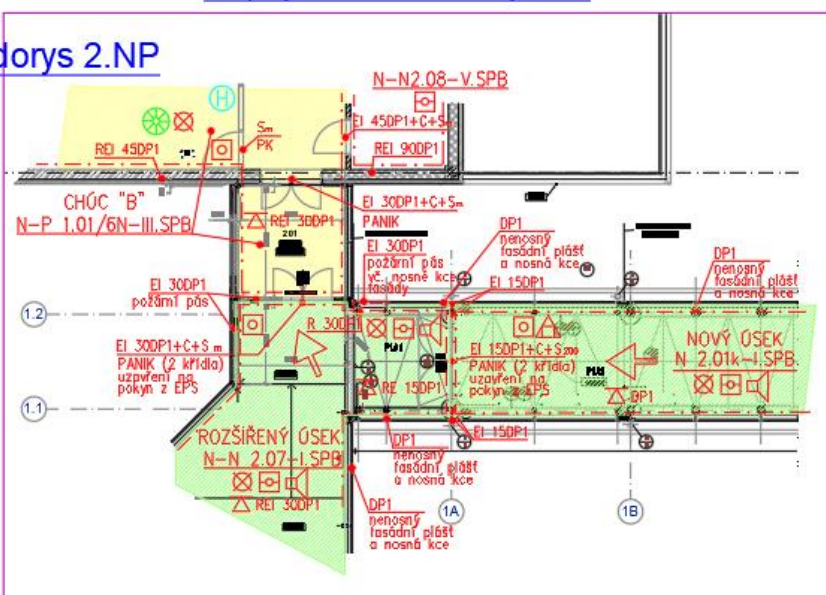 dorys 2.NP
N-N2.08-V.SPB
H
Sm
PK
EI 45DP1+C+Sm
REI 45DP1
REI 90DP1
CHÚC "B"
N-P 1.01/6N-III.SPB
EI 30DP1+C+Sm
PANIK
REI 30DP1
201
EI 30DP1
požární pás
vč. nosné kce
fasády
DP1
nenosný
fasádní plášť
a nosná kce
DP1
nenosný
fasádní plášť
a nosná kce
EI 30DP1
požární pás
EI 15DP1
1.2
R 30DP1
EI 30DP1+C+S m
PANIK (2 křídla)
uzavření na
pokyn z EPS
EI 15DP1+C+S200
PANIK (2 křídla)
uzavření na
pokyn z EPS
NOVÝ ÚSEK
N 2.01k-I.SPB
RE 15DP1
DP1
1.1
ROZŠÍŘENÝ ÚSEK
N-N 2.07-I.SPB
EI 15DP1
DP1
nenosný
fasádní plášť
a nosná kce
REI 30DP1
DP1
nenosný
fasádní plášť
a nosná kce
1A
1B